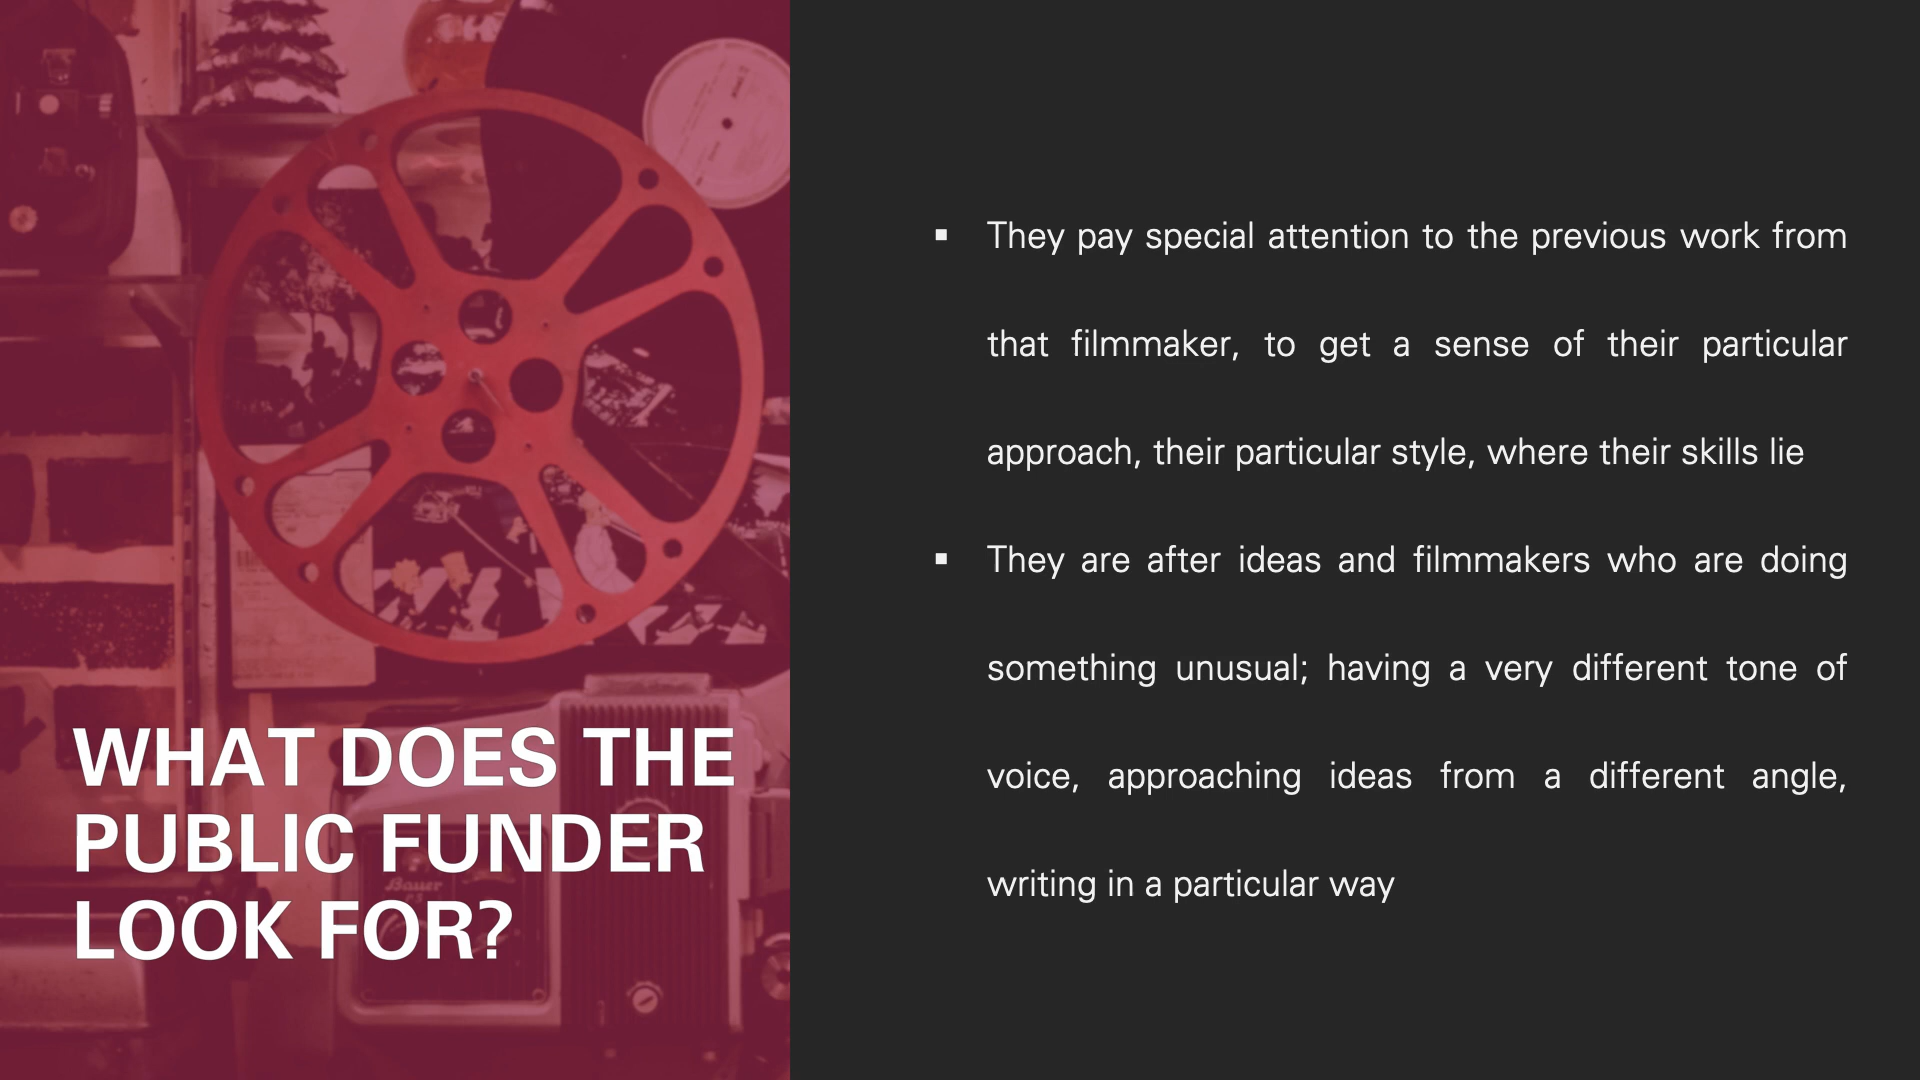 WHAT DOES THE
PUBLIC FUNDER
LOOK FOR?
Bauer
▪ They pay special attention to the previous work from
that filmmaker, to get a sense of their particular
approach, their particular style, where their skills lie
▪ They are after ideas and filmmakers who are doing
something unusual; having a very different tone of
voice, approaching ideas from a different angle,
writing in a particular way